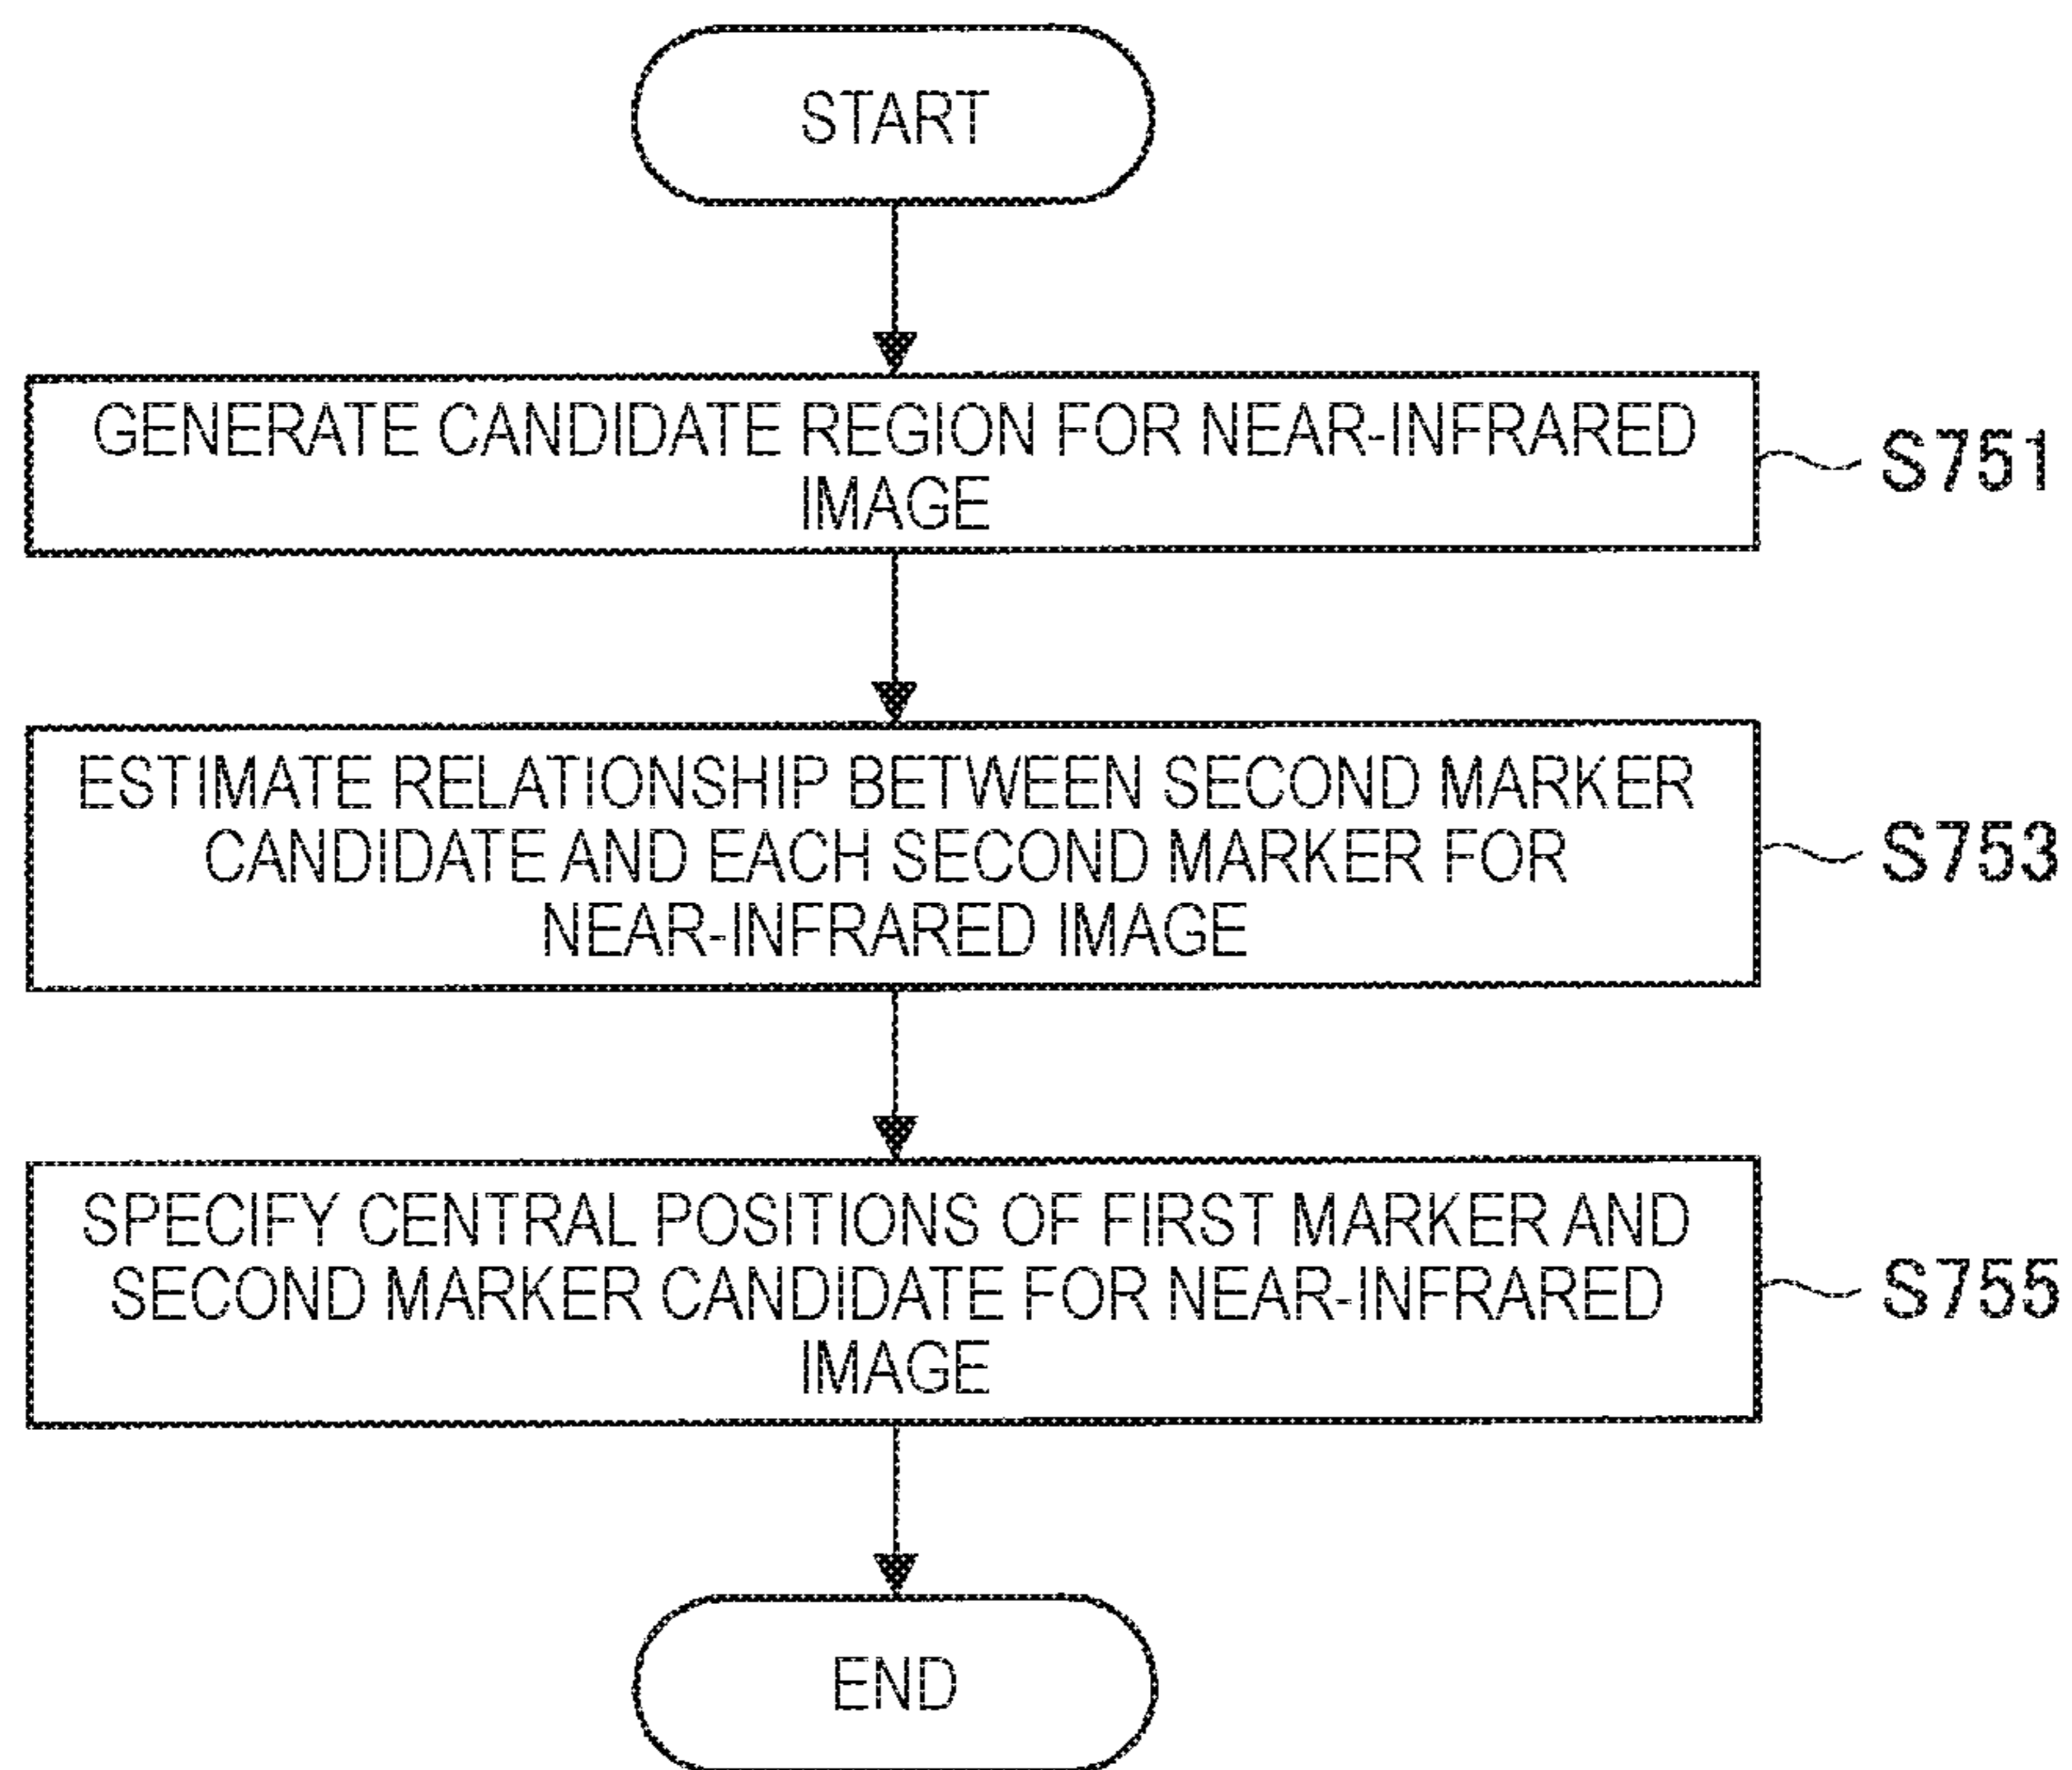 START
GENERATE CANDIDATE REGION FOR NEAR-INFRARED
IMAGE
S751
ESTIMATE RELATIONSHIP BETWEEN SECOND MARKER
CANDIDATE AND EACH SECOND MARKER FOR
NEAR-INFRARED IMAGE
S753
SPECIFY CENTRAL POSITIONS OF FIRST MARKER AND
SECOND MARKER CANDIDATE FOR NEAR-INFRARED
IMAGE
S755
END